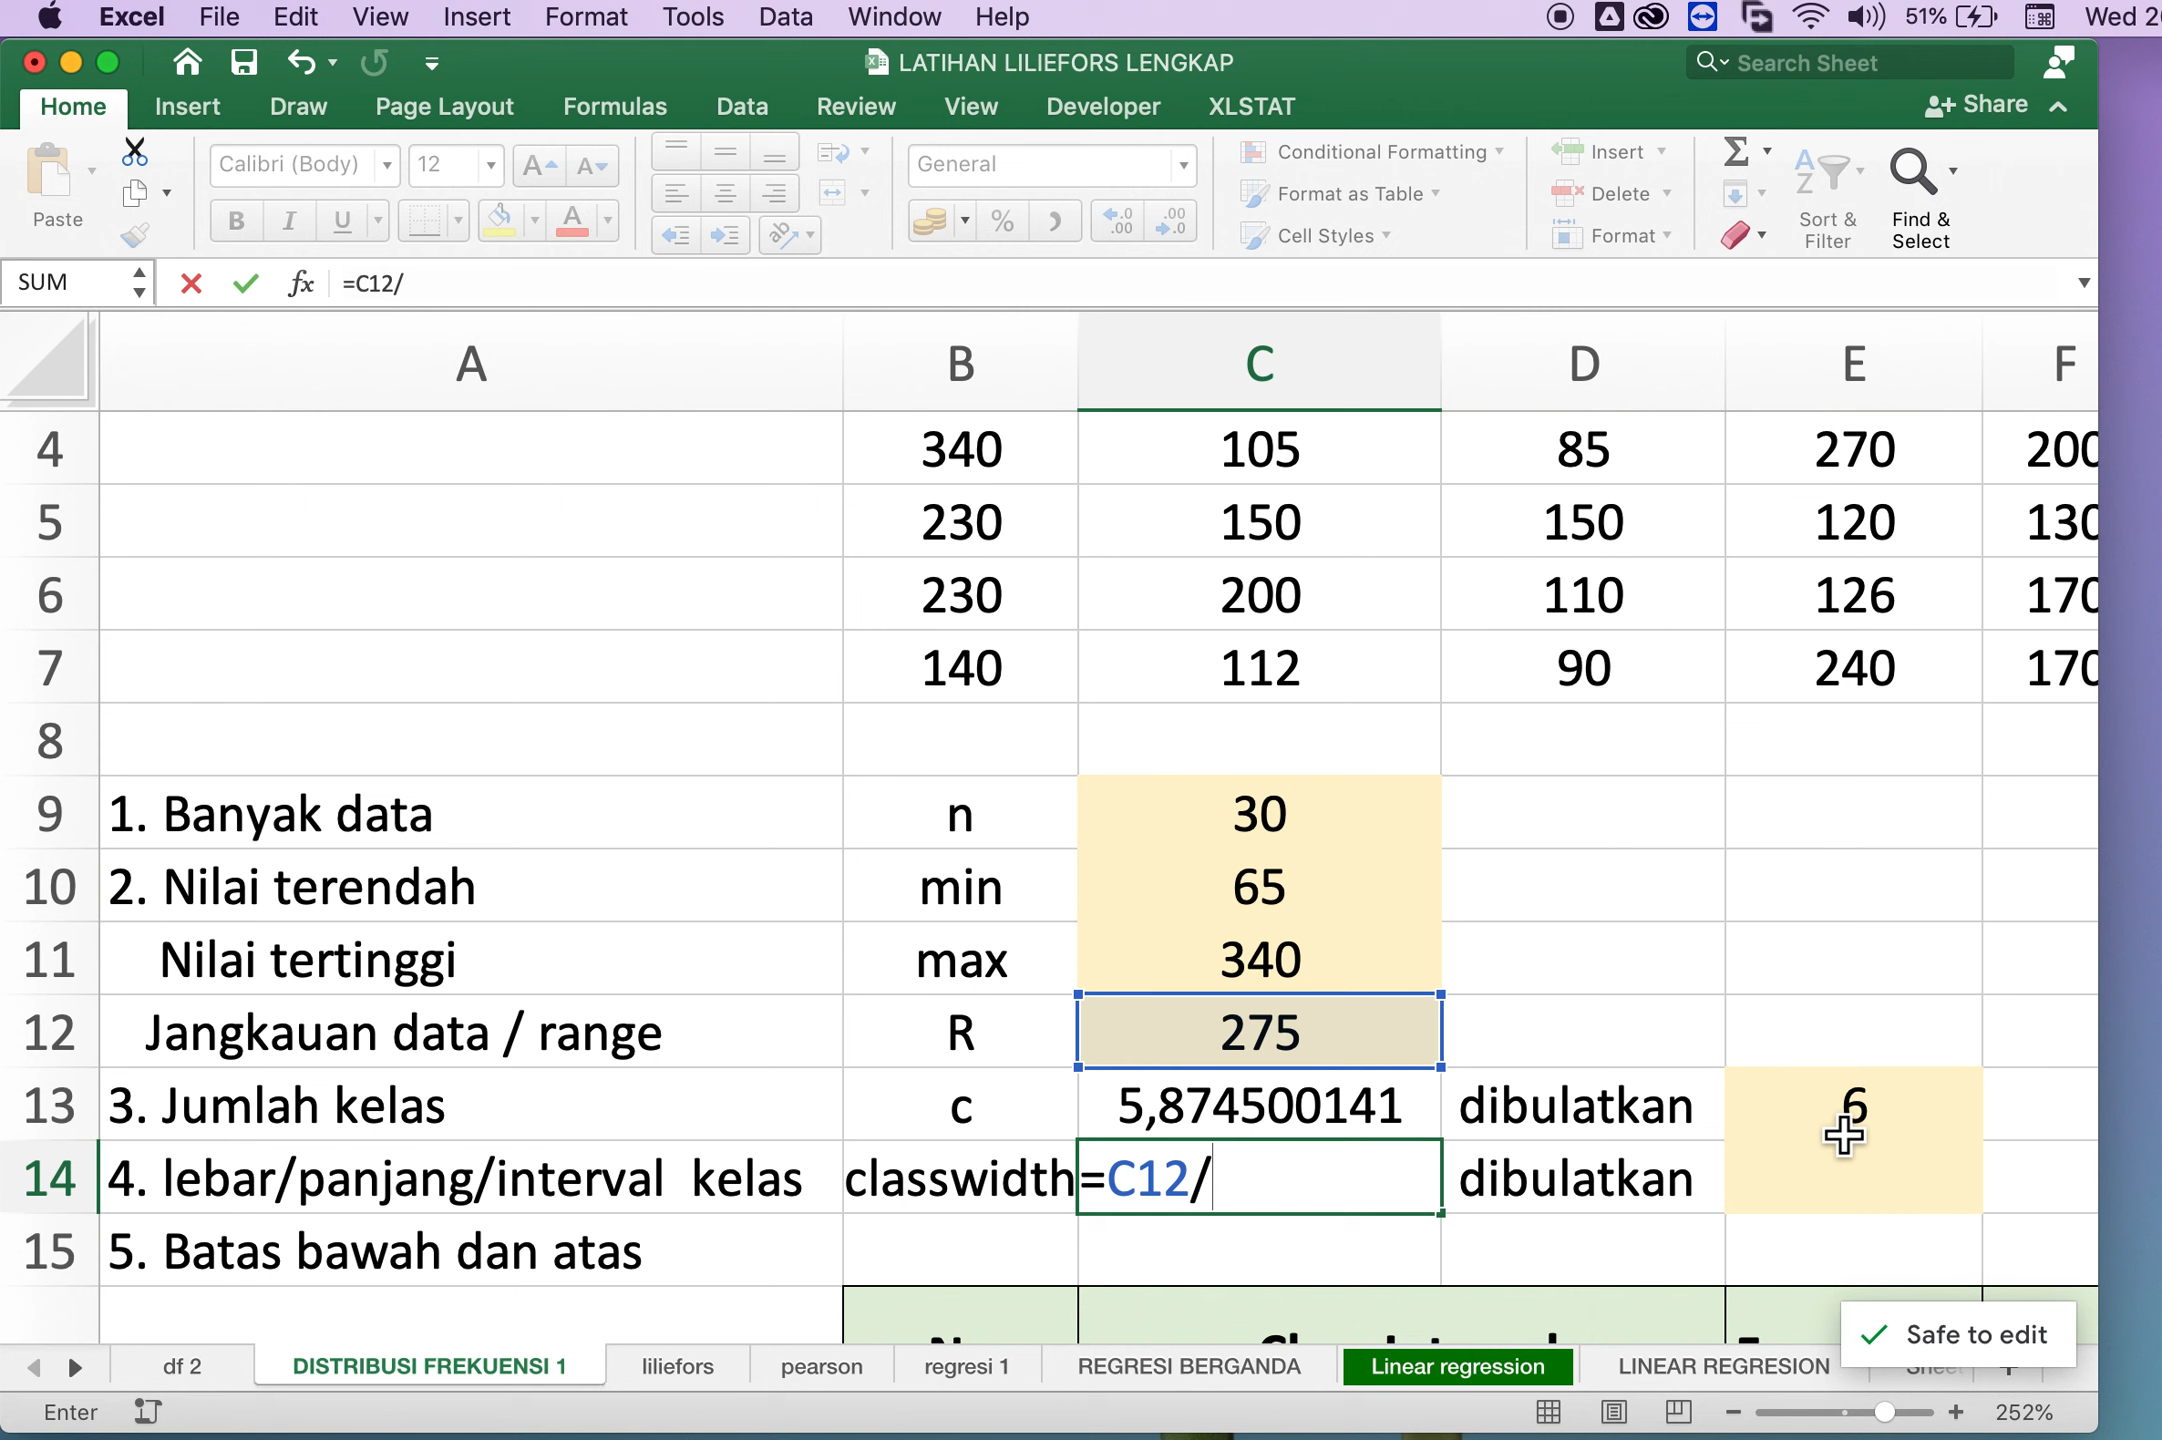 Excel File Edit View Insert Format Tools Data Window Help 51% Wed 2
LATIHAN LILIEFORS LENGKAP Search Sheet
Home Insert Draw Page Layout Formulas Data Review View Developer XLSTAT Share
Paste Calibri (Body) 12 General Conditional Formatting Format as Table Cell Styles Insert Delete Format Sort & Filter Find & Select
SUM fx =C12/
A B C D E F
4 340 105 85 270 200
5 230 150 150 120 130
6 230 200 110 126 170
7 140 112 90 240 170
8
9 1. Banyak data n 30
10 2. Nilai terendah min 65
11 Nilai tertinggi max 340
12 Jangkauan data / range R 275
13 3. Jumlah kelas c 5,874500141 dibulatkan 6
14 4. lebar/panjang/interval kelas classwidth =C12/ dibulatkan
15 5. Batas bawah dan atas
Safe to edit
df 2 DISTRIBUSI FREKUENSI 1 liliefors pearson regresi 1 REGRESI BERGANDA Linear regression LINEAR REGRESION
Enter 252%